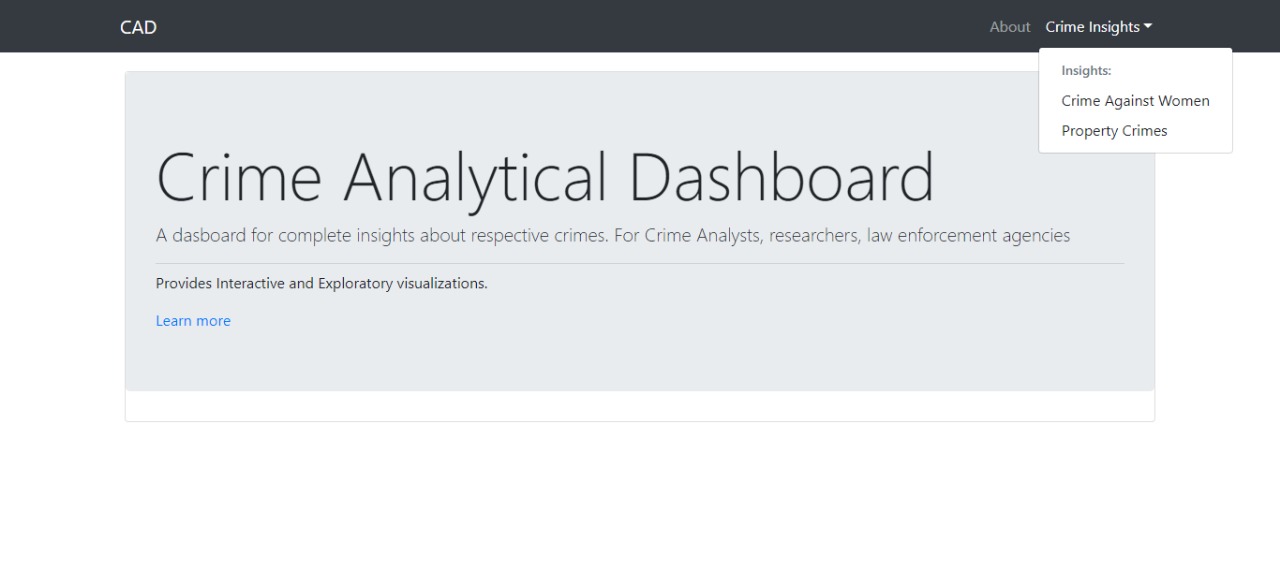 CAD
About
Crime Insights
Insights:
Crime Against Women
Property Crimes
Crime Analytical Dashboard
A dasboard for complete insights about respective crimes. For Crime Analysts, researchers, law enforcement agencies
Provides Interactive and Exploratory visualizations.
Learn more